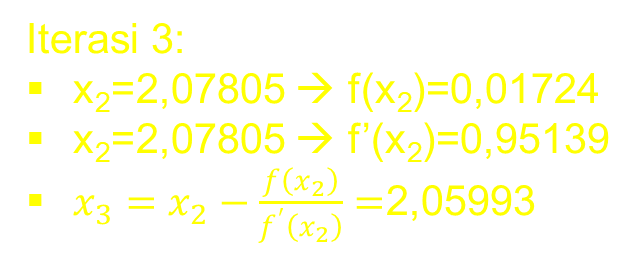 Iterasi 3:
▪ x₂=2,07805 → f(x₂)=0,01724
▪ x₂=2,07805 → f’(x₂)=0,95139
▪ x₃ = x₂ − f(x₂)/f′(x₂) =2,05993